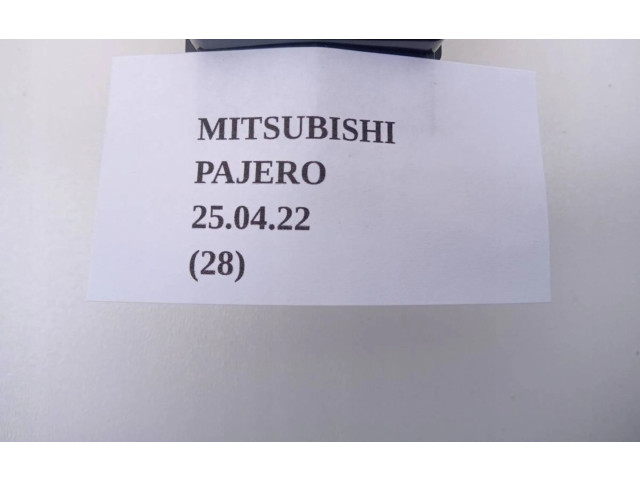 MITSUBISHI
PAJERO
25.04.22
(28)